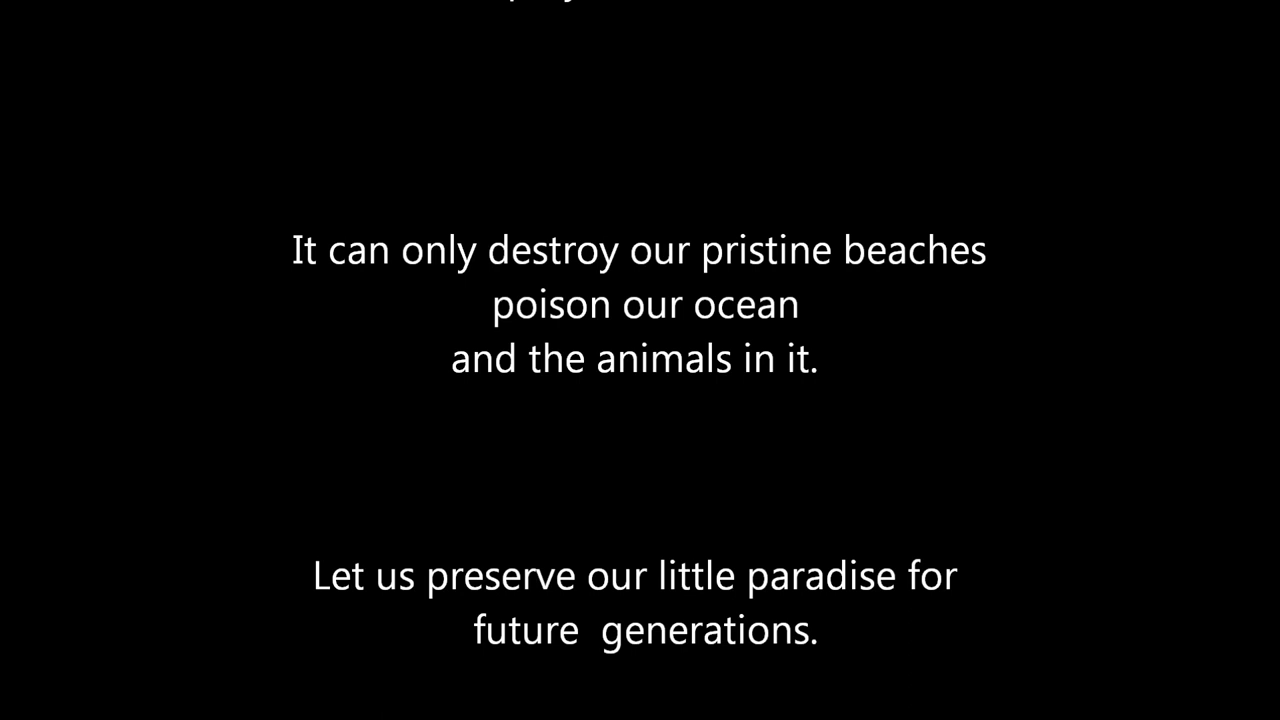 It can only destroy our pristine beaches
poison our ocean
and the animals in it.
Let us preserve our little paradise for
future  generations.